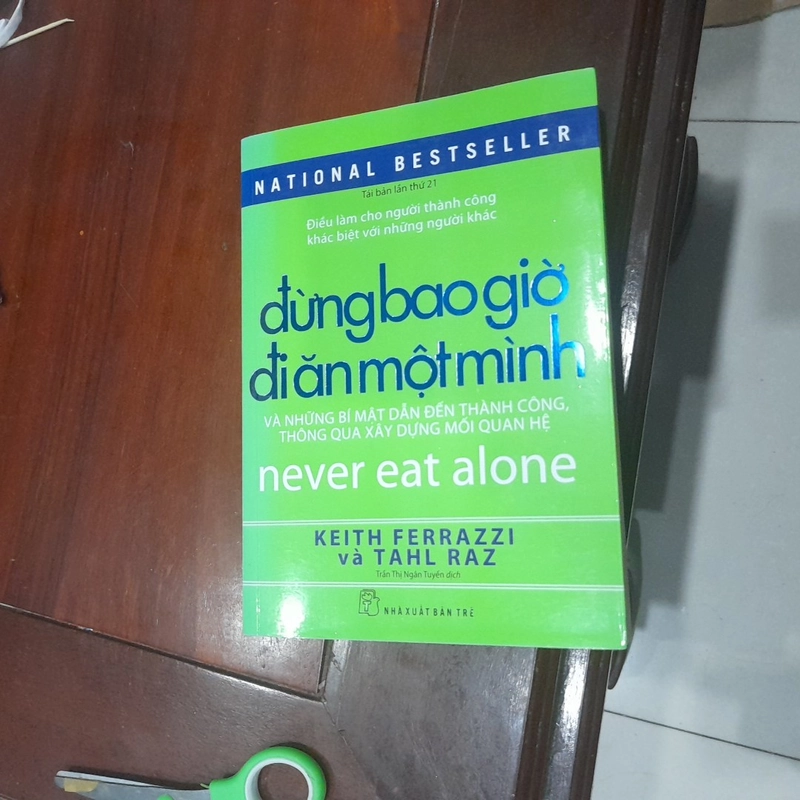 NATIONAL BESTSELLER
Tái bản lần thứ 21
Điều làm cho người thành công
khác biệt với những người khác
đừng bao giờ
đi ăn một mình
VÀ NHỮNG BÍ MẬT DẪN ĐẾN THÀNH CÔNG,
THÔNG QUA XÂY DỰNG MỐI QUAN HỆ
never eat alone
KEITH FERRAZZI
và TAHL RAZ
Trần Thị Ngân Tuyến dịch
NHÀ XUẤT BẢN TRẺ